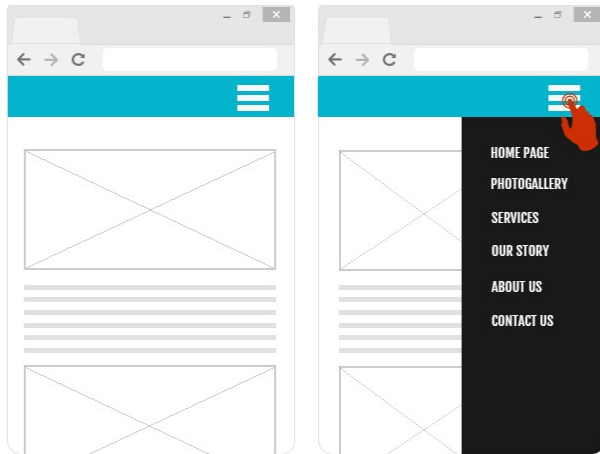 HOME PAGE
PHOTOGALLERY
SERVICES
OUR STORY
ABOUT US
CONTACT US